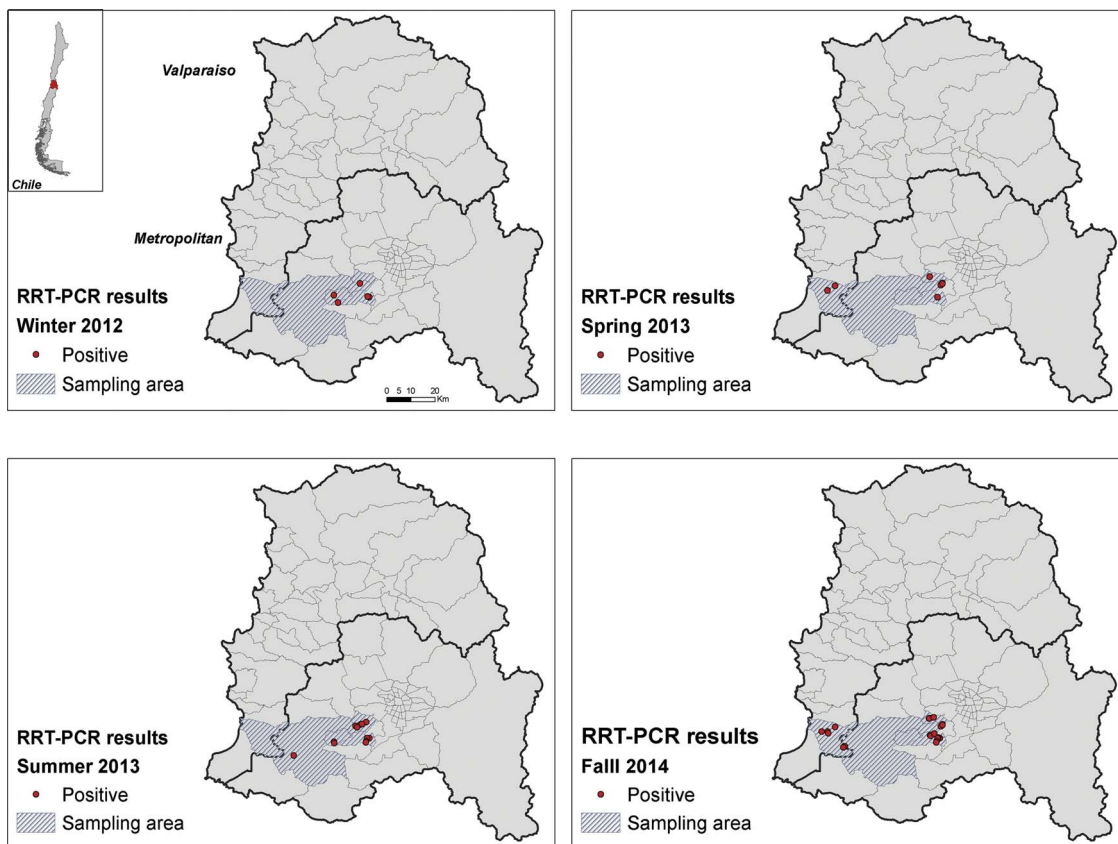 Chile
Valparaiso
Metropolitan
RRT-PCR results
Winter 2012
Positive
Sampling area
0 5 10 20
Km
RRT-PCR results
Spring 2013
Positive
Sampling area
RRT-PCR results
Summer 2013
Positive
Sampling area
RRT-PCR results
Falll 2014
Positive
Sampling area